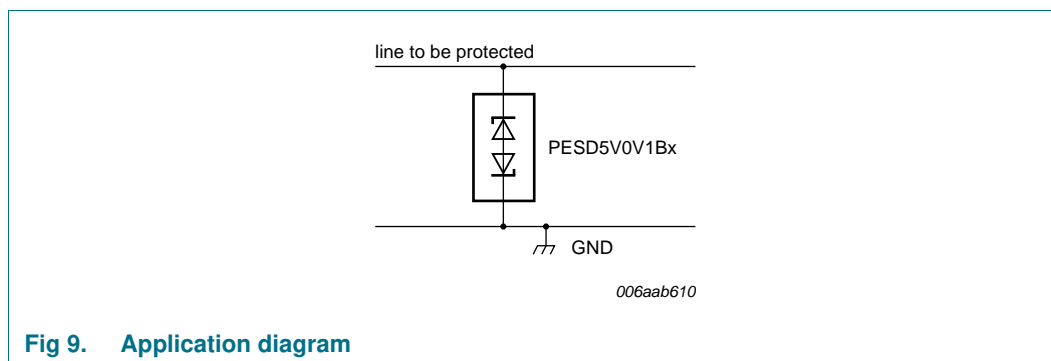 line to be protected
PESD5V0V1Bx
GND
006aab610
Fig 9. Application diagram